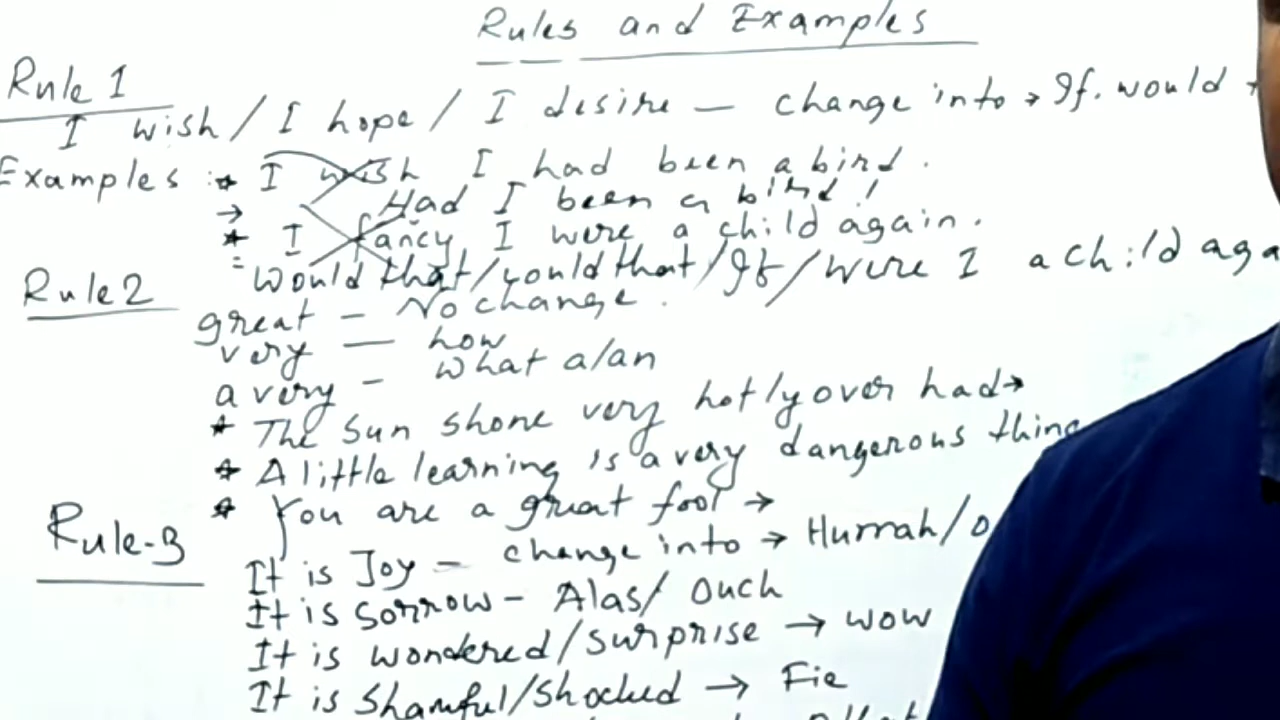 Rules and Examples
Rule 1
I wish / I hope / I desire — change into → If. would
Examples :* I wish I had been a bird.
→ Had I been a bird!
* I fancy I were a child again.
= Would that/could that/If/Were I a child aga
Rule 2
great — No change.
very — how
a very — what a/an
* The Sun shone very hot/ly over had→
* A little learning is a very dangerous thing
* You are a great fool →
Rule-3
It is Joy — change into → Hurrah/O
It is sorrow — Alas/ Ouch
It is wondered/surprise → wow
It is Shamful/Shocked → Fie